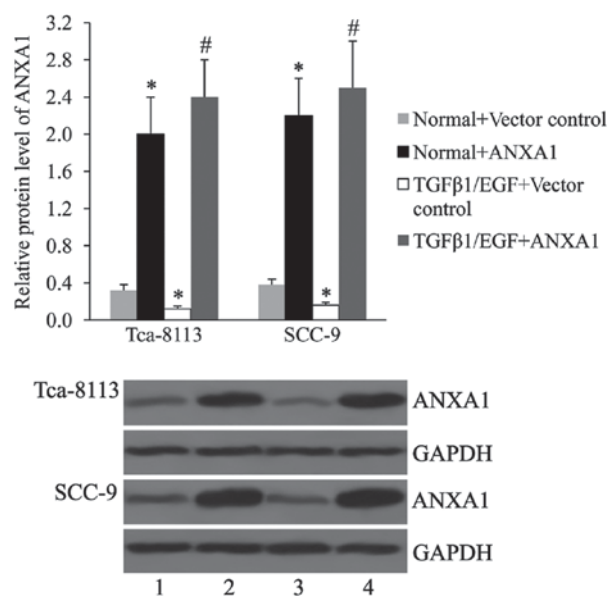 Relative protein level of ANXA1
3.2
2.8
2.4
2.0
1.6
1.2
0.8
0.4
0.0
*
#
*
*
#
*
Tca-8113
SCC-9
Normal+Vector control
Normal+ANXA1
TGFβ1/EGF+Vector
control
TGFβ1/EGF+ANXA1
Tca-8113
ANXA1
GAPDH
SCC-9
ANXA1
GAPDH
1 2 3 4